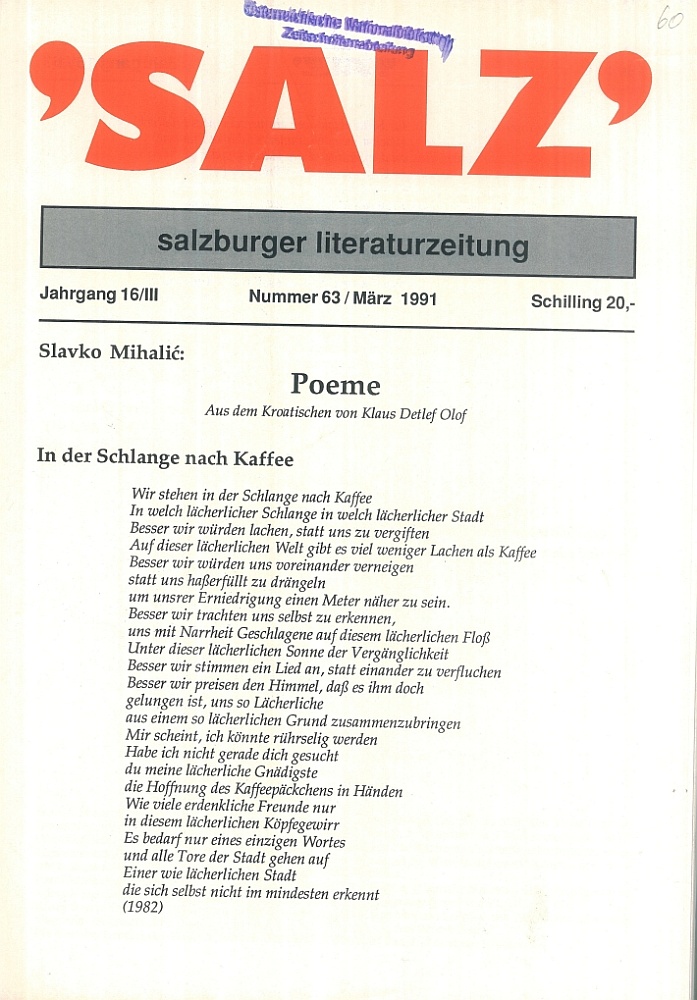 Österreichische Nationalbibliothek
Zeitschriftenabteilung
60
'SALZ'
salzburger literaturzeitung
Jahrgang 16/III Nummer 63 / März 1991 Schilling 20,-
Slavko Mihalić:
Poeme
Aus dem Kroatischen von Klaus Detlef Olof
In der Schlange nach Kaffee
Wir stehen in der Schlange nach Kaffee
In welch lächerlicher Schlange in welch lächerlicher Stadt
Besser wir würden lachen, statt uns zu vergiften
Auf dieser lächerlichen Welt gibt es viel weniger Lachen als Kaffee
Besser wir würden uns voreinander verneigen
statt uns haßerfüllt zu drängeln
um unsrer Erniedrigung einen Meter näher zu sein.
Besser wir trachten uns selbst zu erkennen,
uns mit Narrheit Geschlagene auf diesem lächerlichen Floß
Unter dieser lächerlichen Sonne der Vergänglichkeit
Besser wir stimmen ein Lied an, statt einander zu verfluchen
Besser wir preisen den Himmel, daß es ihm doch
gelungen ist, uns so Lächerliche
aus einem so lächerlichen Grund zusammenzubringen
Mir scheint, ich könnte rührselig werden
Habe ich nicht gerade dich gesucht
du meine lächerliche Gnädigste
die Hoffnung des Kaffeepäckchens in Händen
Wie viele erdenkliche Freunde nur
in diesem lächerlichen Köpfegewirr
Es bedarf nur eines einzigen Wortes
und alle Tore der Stadt gehen auf
Einer wie lächerlichen Stadt
die sich selbst nicht im mindesten erkennt
(1982)